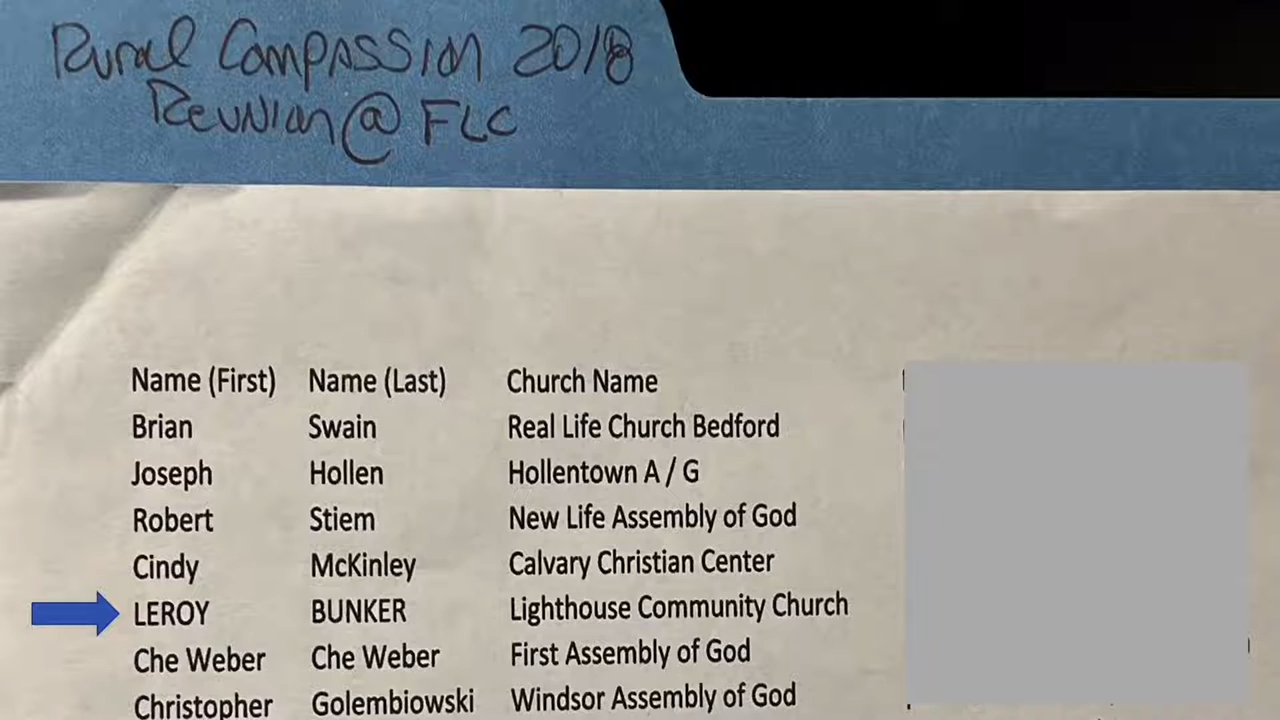 Rural Compassion 2018
Reunion @ FLC
Name (First) Name (Last) Church Name
Brian Swain Real Life Church Bedford
Joseph Hollen Hollentown A / G
Robert Stiem New Life Assembly of God
Cindy McKinley Calvary Christian Center
LEROY BUNKER Lighthouse Community Church
Che Weber Che Weber First Assembly of God
Christopher Golembiowski Windsor Assembly of God